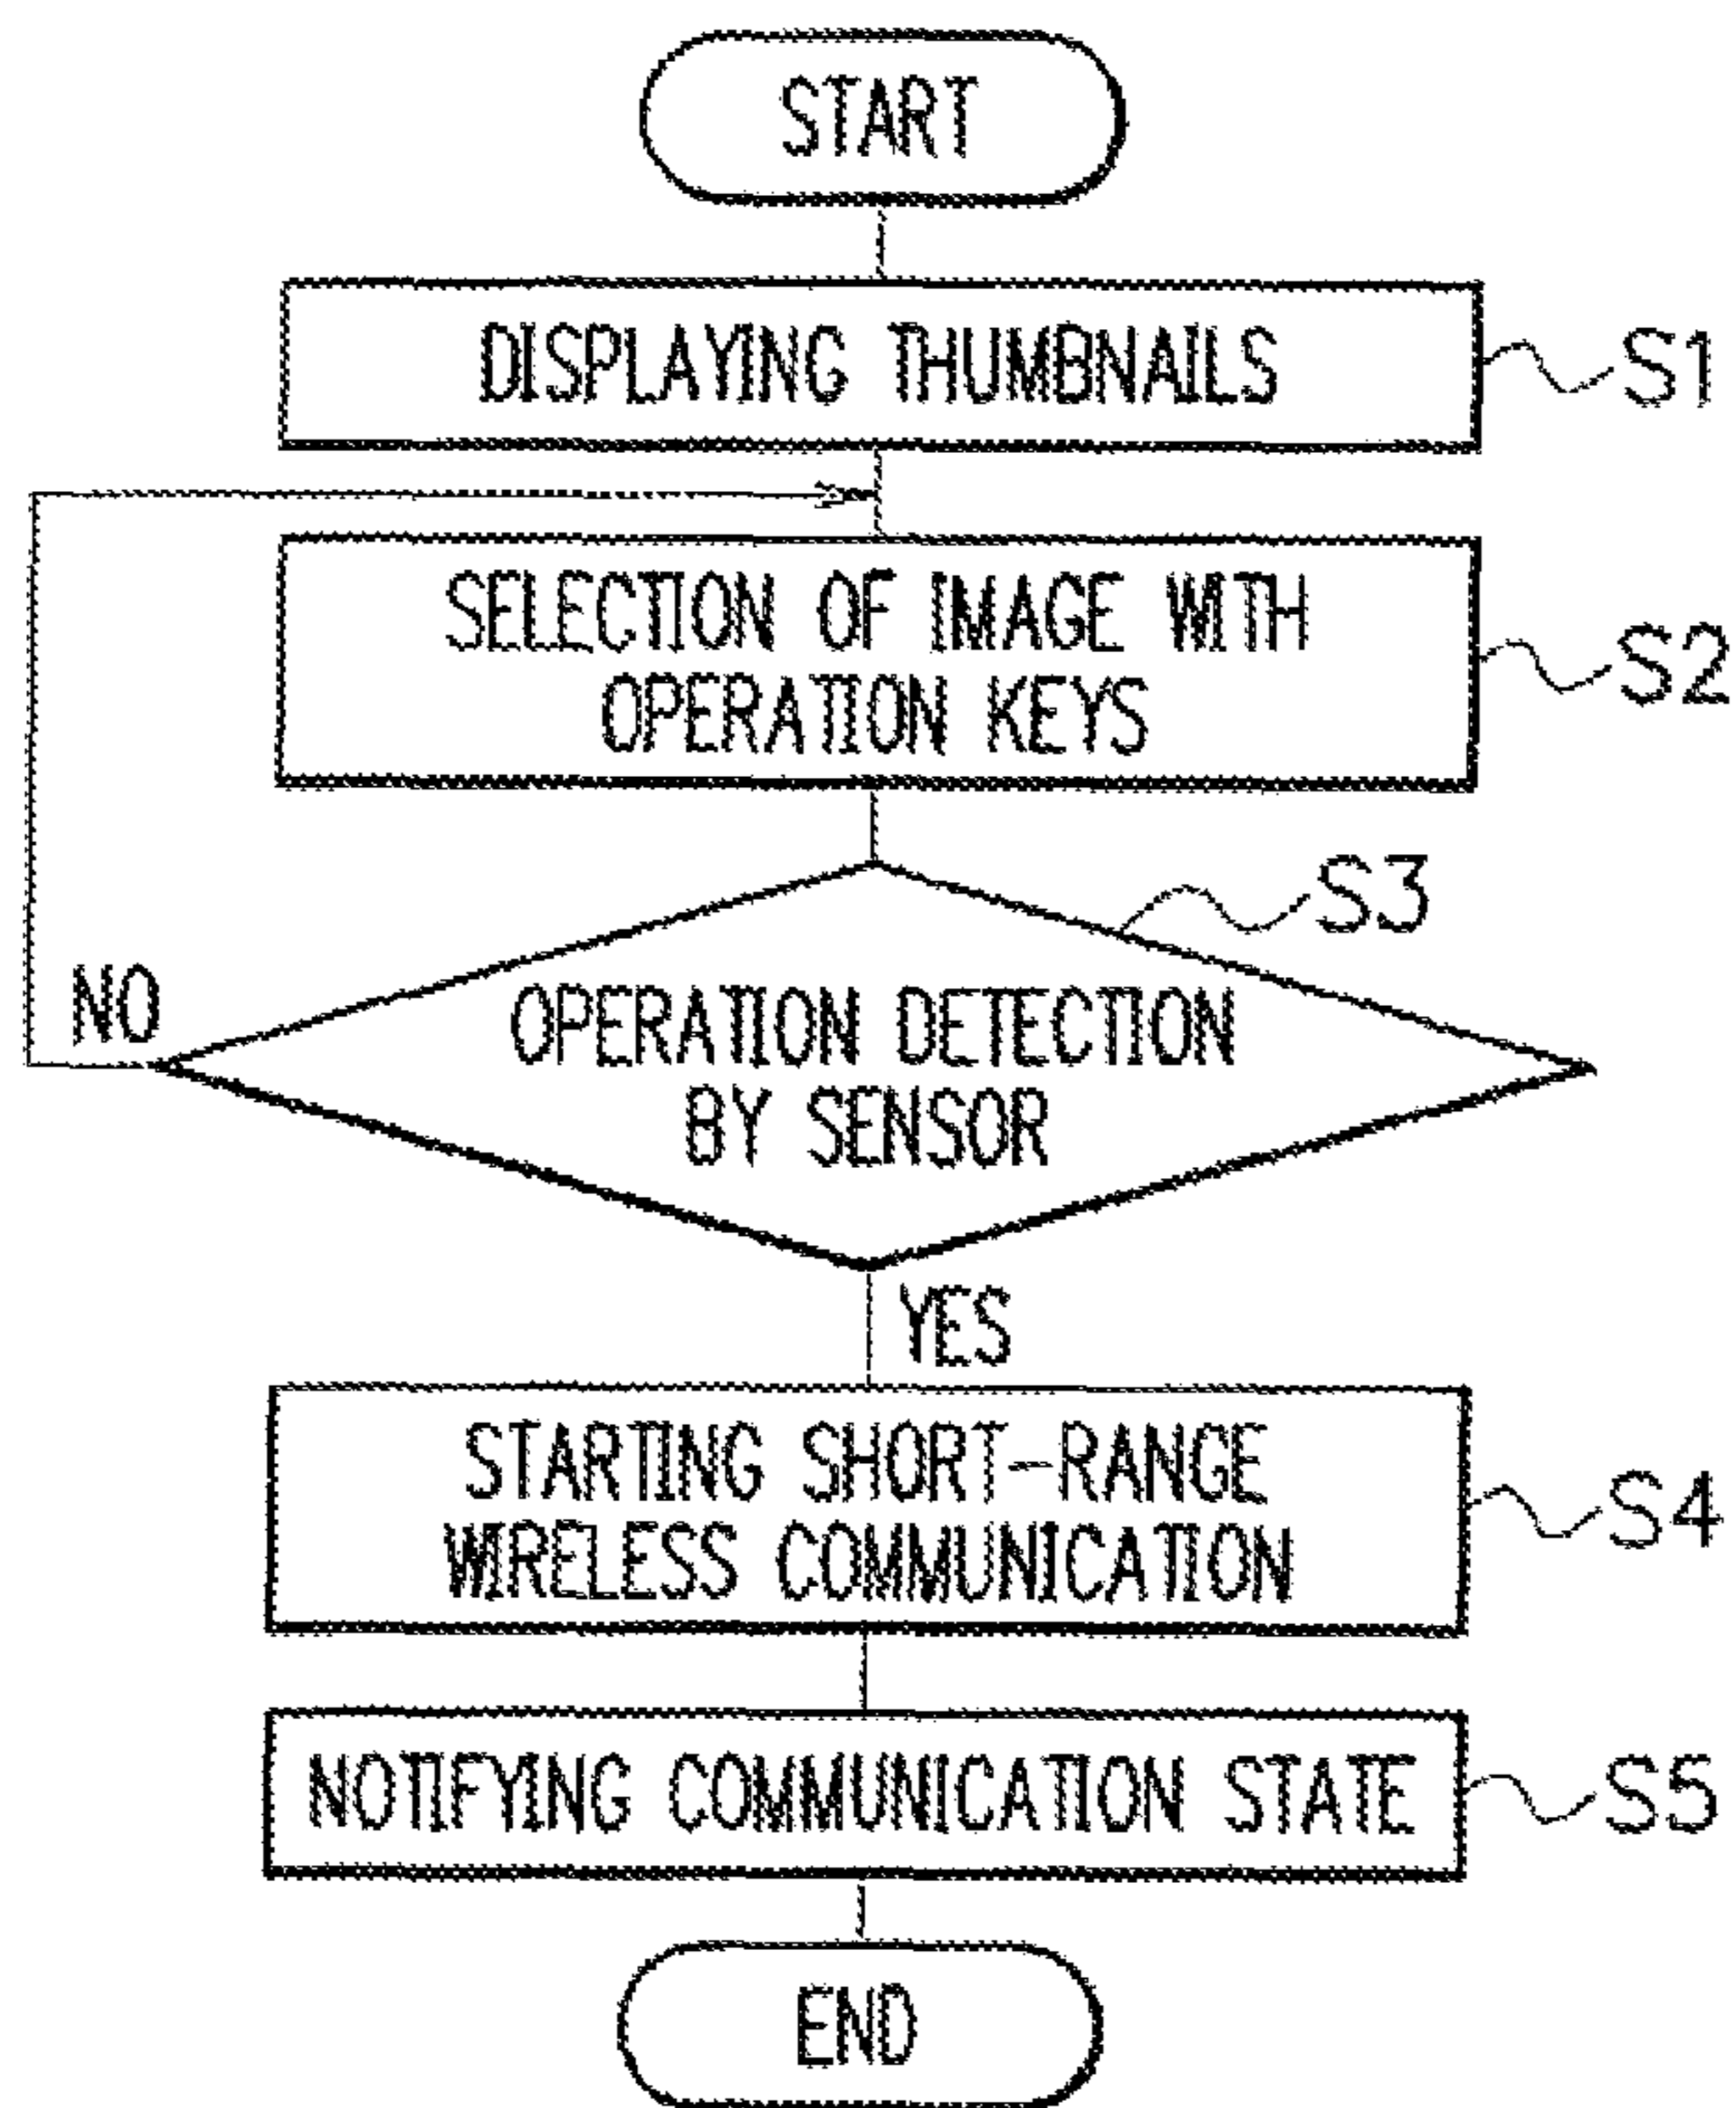 START
DISPLAYING THUMBNAILS
S1
SELECTION OF IMAGE WITH
OPERATION KEYS
S2
S3
NO
OPERATION DETECTION
BY SENSOR
YES
STARTING SHORT-RANGE
WIRELESS COMMUNICATION
S4
NOTIFYING COMMUNICATION STATE
S5
END